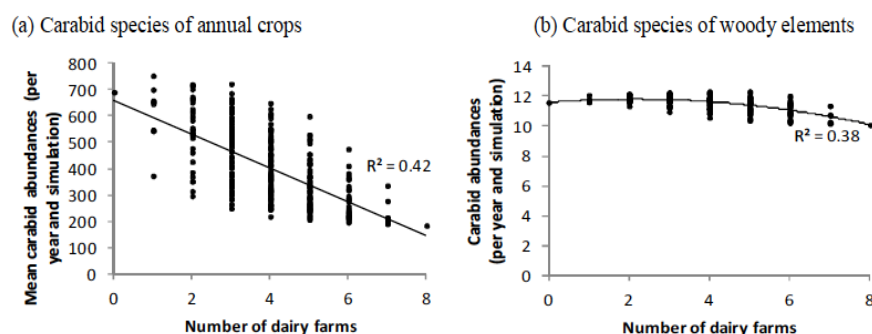 (a) Carabid species of annual crops
Mean carabid abundances (per
year and simulation)
800
700
600
500
400
300
200
100
0
R² = 0.42
0 2 4 6 8
Number of dairy farms
(b) Carabid species of woody elements
Carabid abundances
(per year and simulation)
14
12
10
8
6
4
2
0
R² = 0.38
0 2 4 6 8
Number of dairy farms